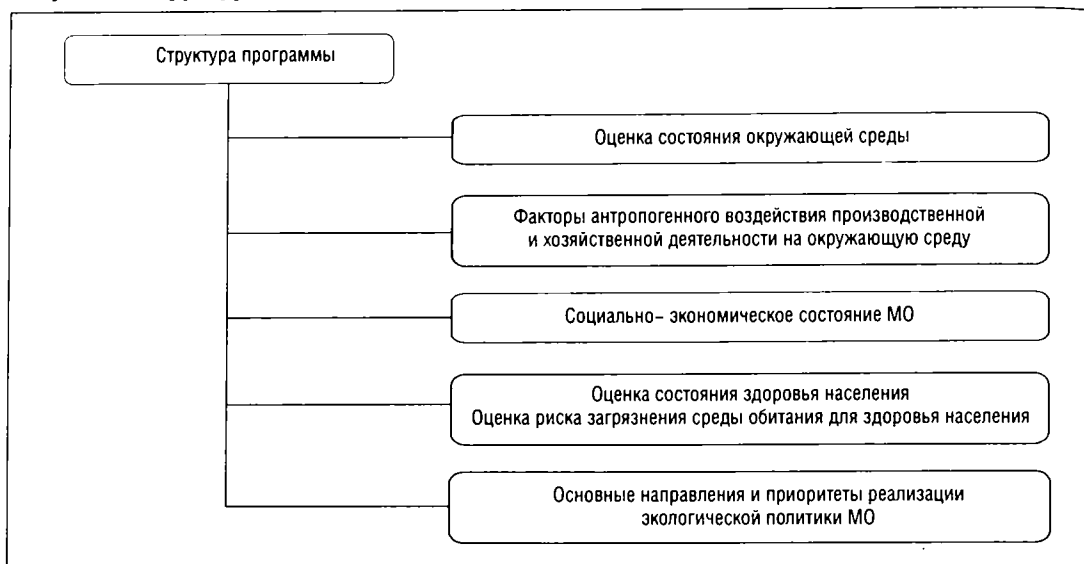 Структура программы
Оценка состояния окружающей среды
Факторы антропогенного воздействия производственной
и хозяйственной деятельности на окружающую среду
Социально– экономическое состояние МО
Оценка состояния здоровья населения
Оценка риска загрязнения среды обитания для здоровья населения
Основные направления и приоритеты реализации
экологической политики МО